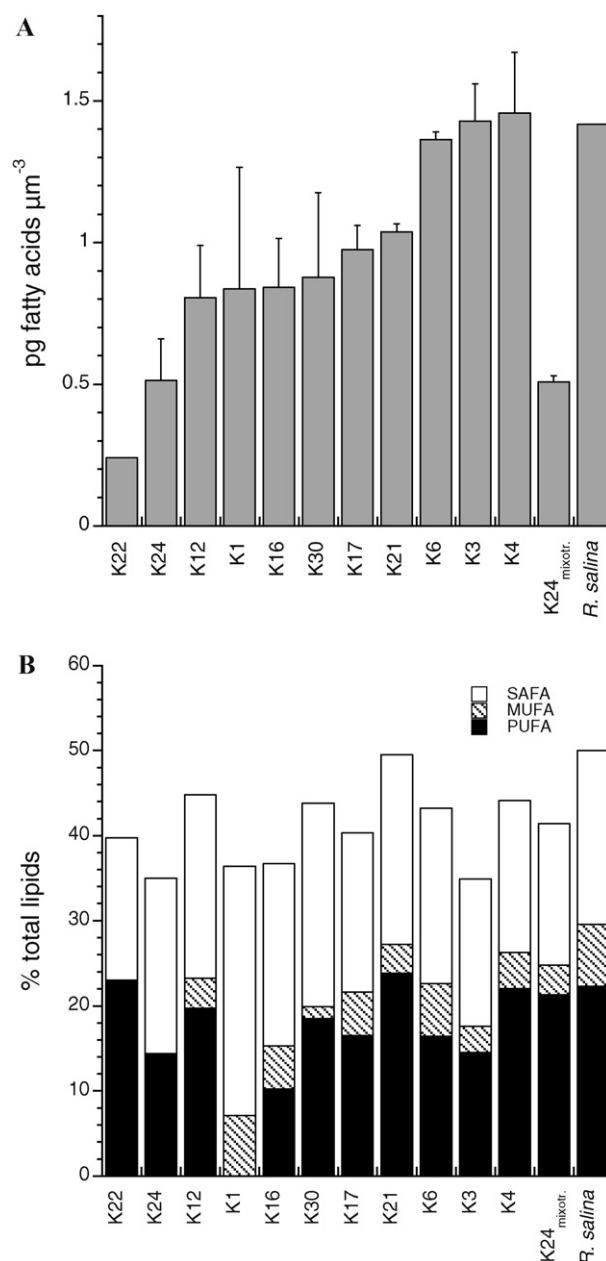 A
pg fatty acids µm⁻³
1.5
1
0.5
0
K22 K24 K12 K1 K16 K30 K17 K21 K6 K3 K4 K24mixotr. R. salina
B
% total lipids
60
50
40
30
20
10
0
SAFA
MUFA
PUFA
K22 K24 K12 K1 K16 K30 K17 K21 K6 K3 K4 K24mixotr. R. salina